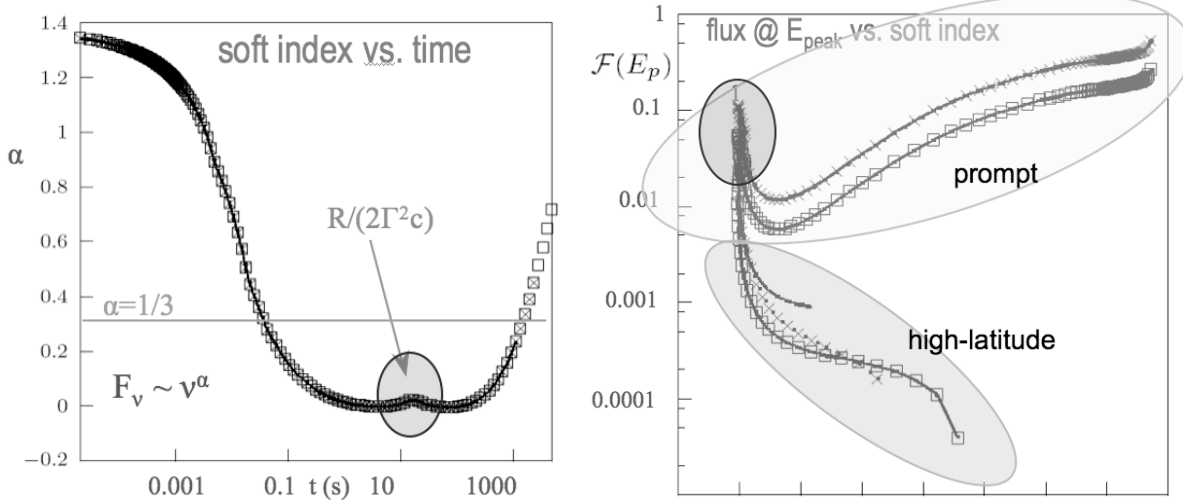 1.4
soft index vs. time
1.2
1
α
0.8
0.6
R/(2Γ²c)
0.4
α=1/3
0.2
F_ν ~ ν^α
0
-0.2
0.001
0.1
t (s)
10
1000
1
flux @ E_peak vs. soft index
F(E_p)
0.1
prompt
0.01
0.001
high-latitude
0.0001